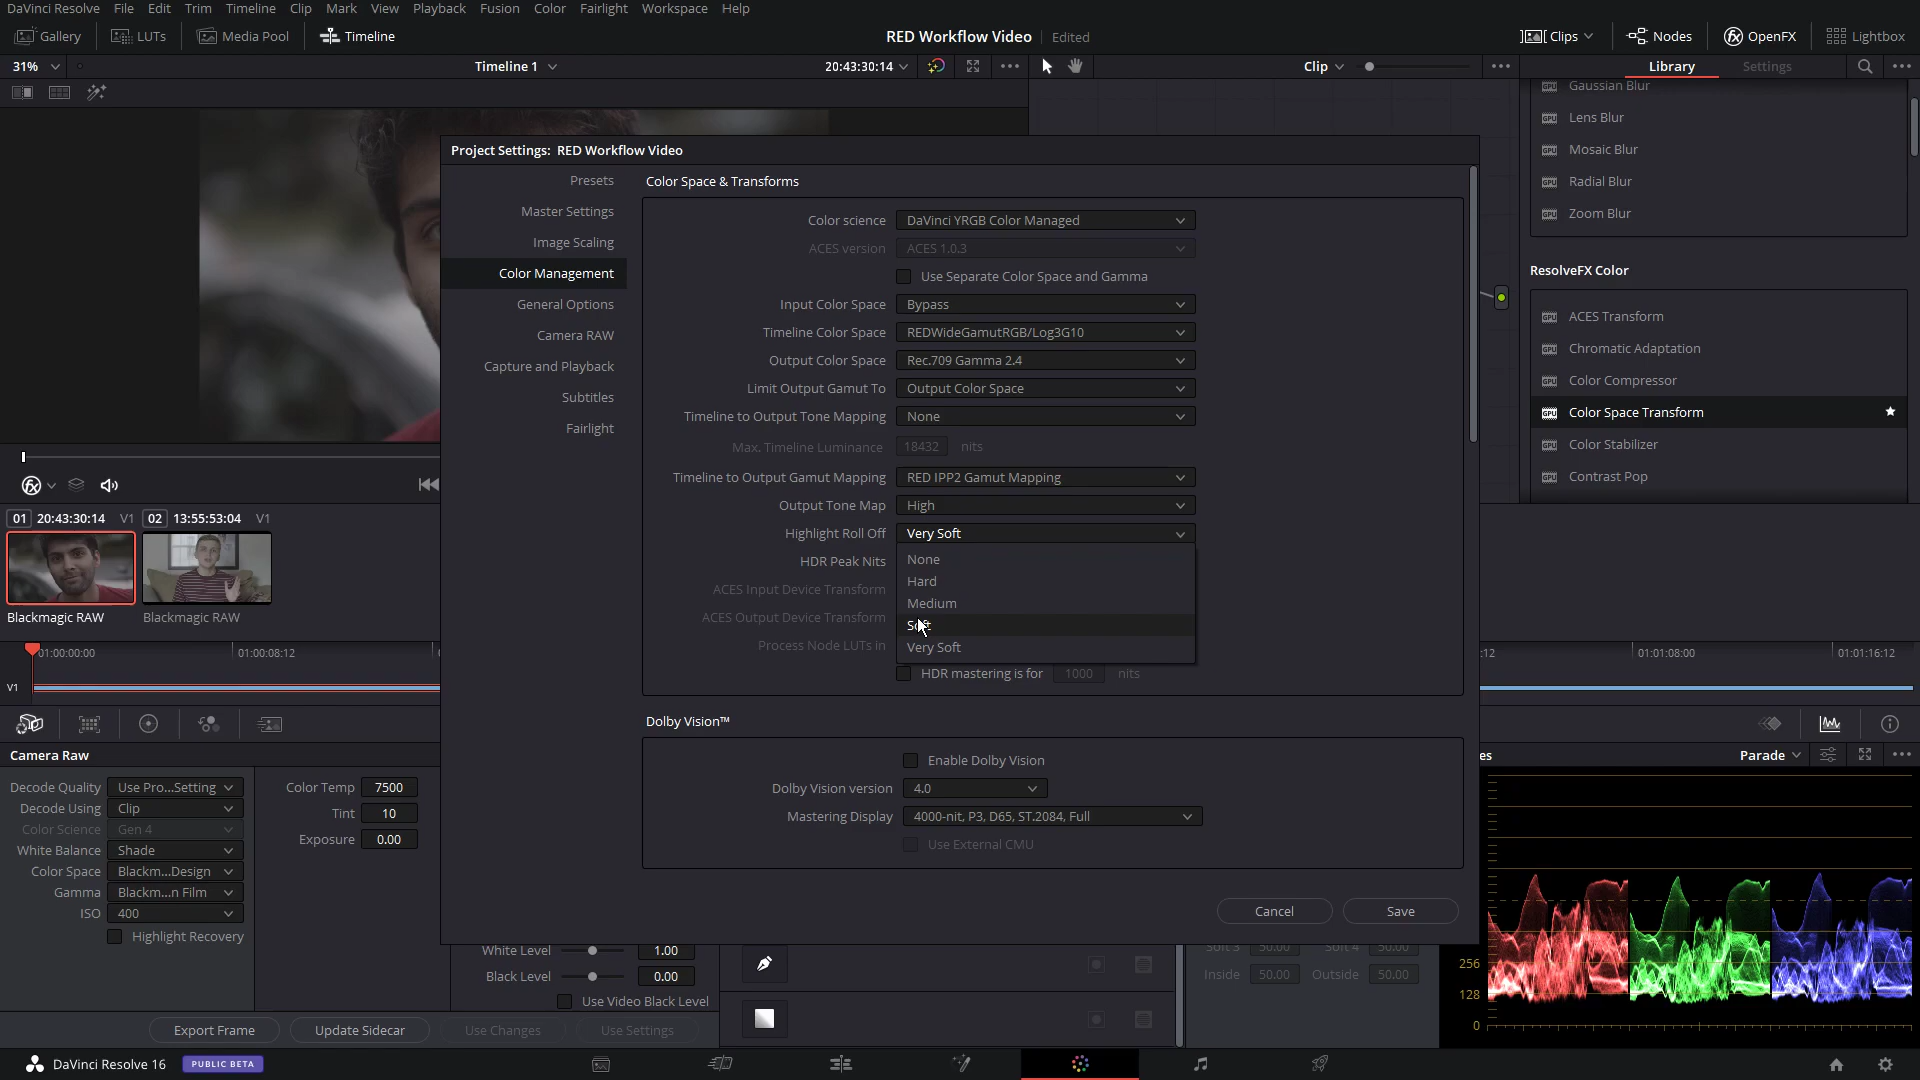 DaVinci Resolve File Edit Trim Timeline Clip Mark View Playback Fusion Color Fairlight Workspace Help
Gallery LUTs Media Pool Timeline RED Workflow Video Edited Clips Nodes OpenFX Lightbox
31% Timeline 1 20:43:30:14 Clip Library Settings
Gaussian Blur
Lens Blur
Mosaic Blur
Radial Blur
Zoom Blur
ResolveFX Color
ACES Transform
Chromatic Adaptation
Color Compressor
Color Space Transform
Color Stabilizer
Contrast Pop
Project Settings: RED Workflow Video
Presets
Master Settings
Image Scaling
Color Management
General Options
Camera RAW
Capture and Playback
Subtitles
Fairlight
Color Space & Transforms
Color science DaVinci YRGB Color Managed
ACES version ACES 1.0.3
Use Separate Color Space and Gamma
Input Color Space Bypass
Timeline Color Space REDWideGamutRGB/Log3G10
Output Color Space Rec.709 Gamma 2.4
Limit Output Gamut To Output Color Space
Timeline to Output Tone Mapping None
Max. Timeline Luminance 18432 nits
Timeline to Output Gamut Mapping RED IPP2 Gamut Mapping
Output Tone Map High
Highlight Roll Off Very Soft
None
HDR Peak Nits
Hard
ACES Input Device Transform
Medium
ACES Output Device Transform
Soft
Process Node LUTs in
Very Soft
HDR mastering is for 1000 nits
Dolby Vision™
Enable Dolby Vision
Dolby Vision version 4.0
Mastering Display 4000-nit, P3, D65, ST.2084, Full
Use External CMU
Cancel Save
01 20:43:30:14 V1 02 13:55:53:04 V1
Blackmagic RAW Blackmagic RAW
01:00:00:00 01:00:08:12 :12 01:01:08:00 01:01:16:12
V1
Camera Raw
Decode Quality Use Pro...Setting
Decode Using Clip
Color Science Gen 4
White Balance Shade
Color Space Blackm...Design
Gamma Blackm...n Film
ISO 400
Highlight Recovery
Color Temp 7500
Tint 10
Exposure 0.00
White Level 1.00
Black Level 0.00
Use Video Black Level
Soft 3 50.00 Soft 4 50.00
Inside 50.00 Outside 50.00
es Parade
256
128
0
Export Frame Update Sidecar Use Changes Use Settings
DaVinci Resolve 16 PUBLIC BETA